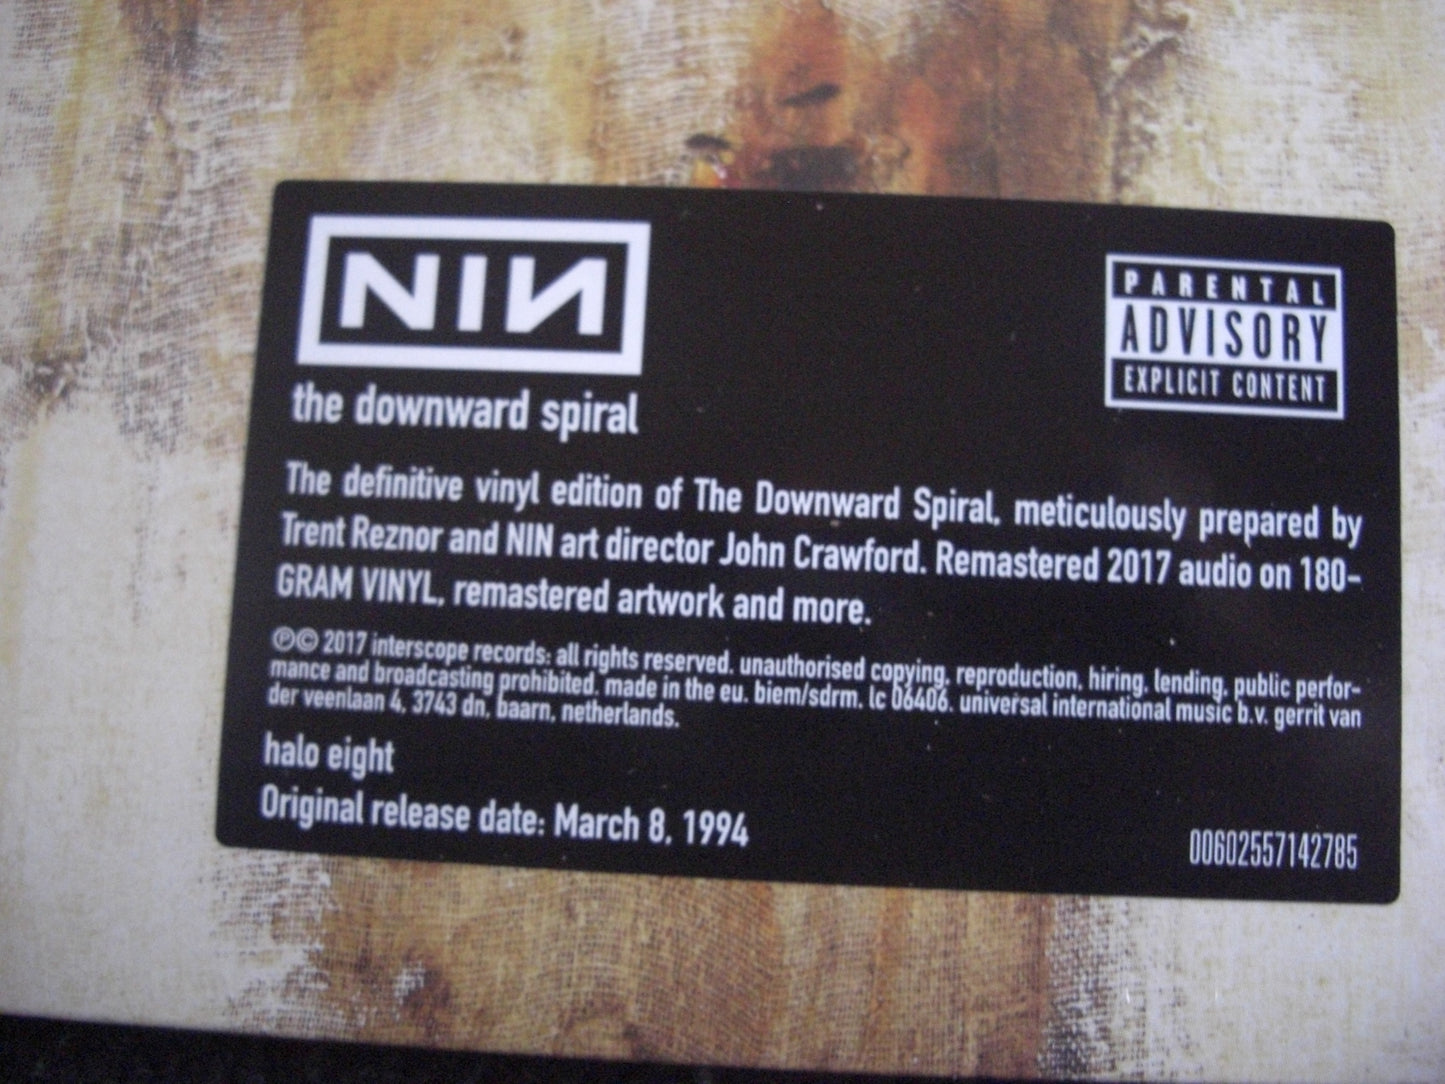 NIN
PARENTAL
ADVISORY
EXPLICIT CONTENT
the downward spiral
The definitive vinyl edition of The Downward Spiral, meticulously prepared by
Trent Reznor and NIN art director John Crawford. Remastered 2017 audio on 180-
GRAM VINYL, remastered artwork and more.
℗© 2017 interscope records: all rights reserved. unauthorised copying, reproduction, hiring, lending, public perfor-
mance and broadcasting prohibited. made in the eu. biem/sdrm. lc 06406. universal international music b.v. gerrit van
der veenlaan 4, 3743 dn, baarn, netherlands.
halo eight
Original release date: March 8, 1994
00602557142785